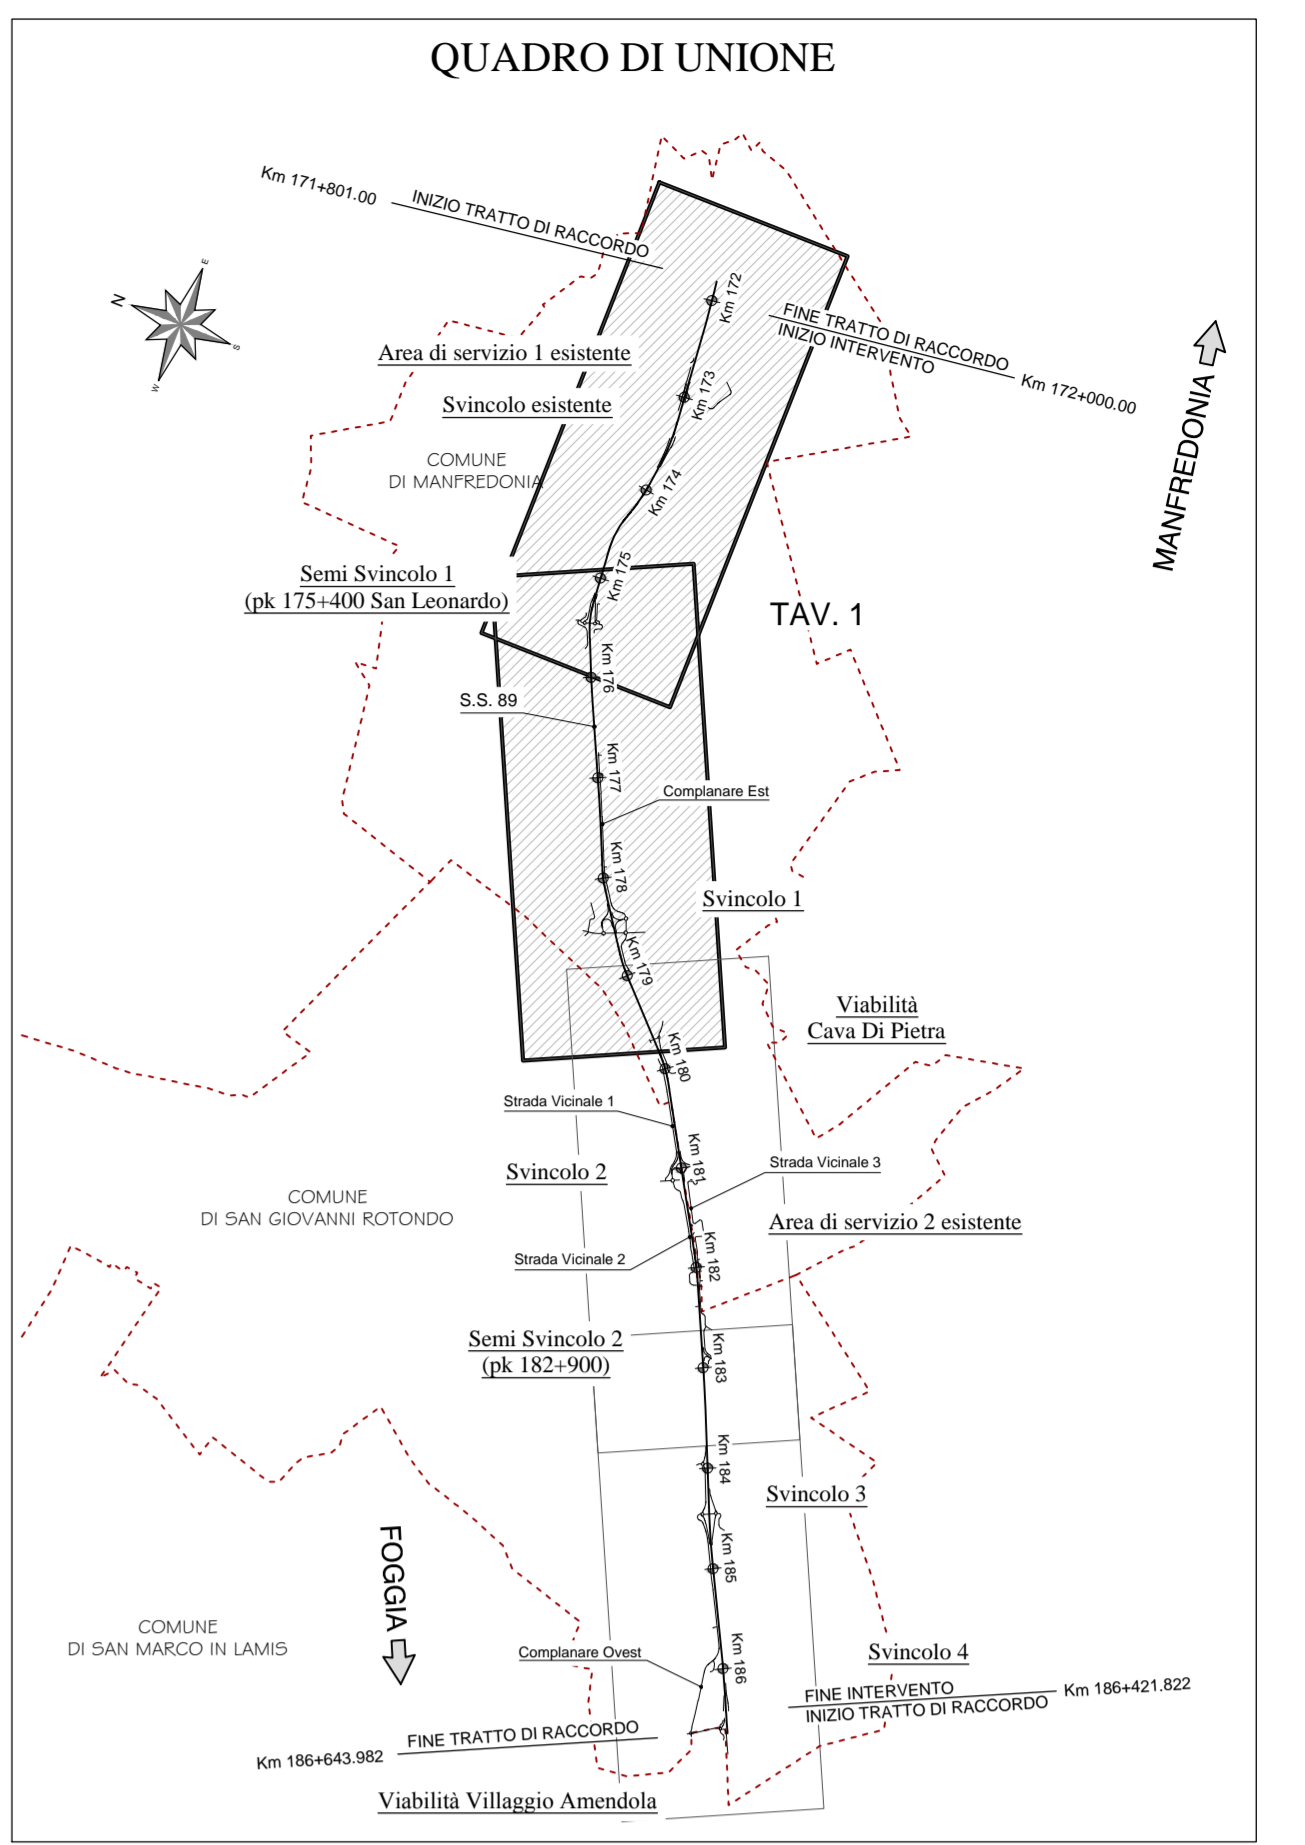 QUADRO DI UNIONE
Km 171+801.00
INIZIO TRATTO DI RACCORDO
N
E
S
W
Km 172
FINE TRATTO DI RACCORDO
INIZIO INTERVENTO
Km 172+000.00
MANFREDONIA
Area di servizio 1 esistente
Svincolo esistente
Km 173
COMUNE
DI MANFREDONIA
Km 174
Semi Svincolo 1
(pk 175+400 San Leonardo)
Km 175
TAV. 1
Km 176
S.S. 89
Km 177
Complanare Est
Km 178
Svincolo 1
Km 179
Viabilità
Cava Di Pietra
Km 180
Strada Vicinale 1
Km 181
Svincolo 2
Strada Vicinale 3
COMUNE
DI SAN GIOVANNI ROTONDO
Area di servizio 2 esistente
Strada Vicinale 2
Km 182
Semi Svincolo 2
(pk 182+900)
Km 183
Km 184
Svincolo 3
FOGGIA
Km 185
COMUNE
DI SAN MARCO IN LAMIS
Complanare Ovest
Km 186
Svincolo 4
FINE INTERVENTO
INIZIO TRATTO DI RACCORDO
Km 186+421.822
FINE TRATTO DI RACCORDO
Km 186+643.982
Viabilità Villaggio Amendola